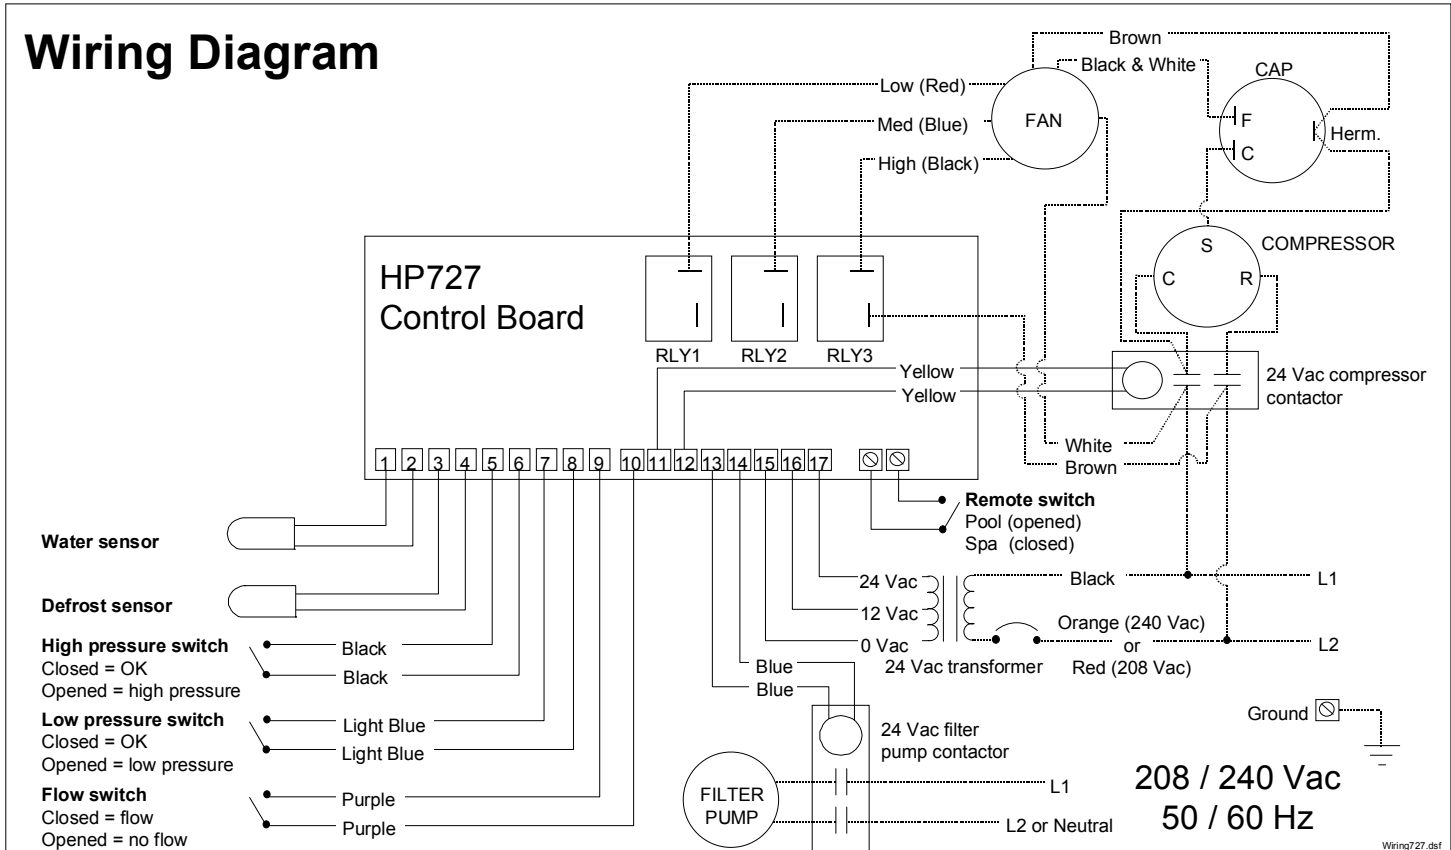 Wiring Diagram
Brown
Black & White
CAP
Low (Red)
Med (Blue)
High (Black)
FAN
F
C
Herm.
COMPRESSOR
S
C
R
HP727
Control Board
RLY1
RLY2
RLY3
Yellow
Yellow
24 Vac compressor
contactor
White
Brown
1 2 3 4 5 6 7 8 9 10 11 12 13 14 15 16 17
Remote switch
Pool (opened)
Spa (closed)
Water sensor
Defrost sensor
High pressure switch
Closed = OK
Opened = high pressure
Black
Black
Low pressure switch
Closed = OK
Opened = low pressure
Light Blue
Light Blue
Flow switch
Closed = flow
Opened = no flow
Purple
Purple
24 Vac
12 Vac
0 Vac
24 Vac transformer
Black
L1
Orange (240 Vac)
or
Red (208 Vac)
L2
Blue
Blue
24 Vac filter
pump contactor
FILTER
PUMP
L1
L2 or Neutral
Ground
208 / 240 Vac
50 / 60 Hz
Wiring727.dsf